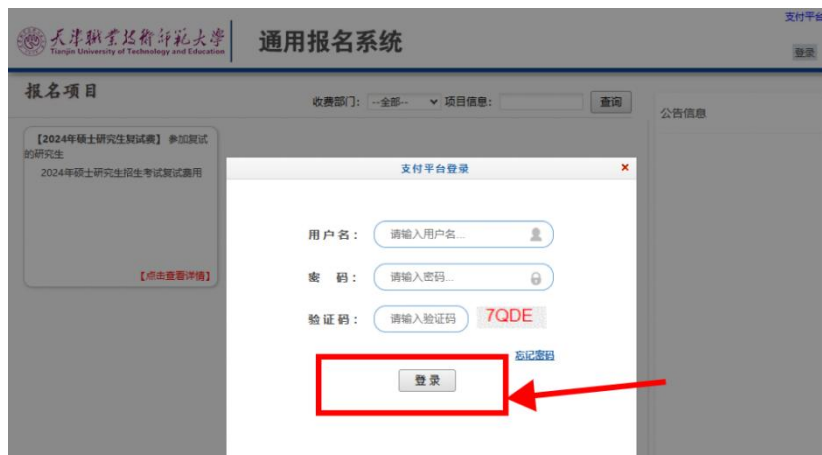 支付平台
天津职业技术师范大学
Tianjin University of Technology and Education
通用报名系统
登录
报名项目
收费部门: --全部-- 项目信息: 查询
公告信息
【2024年硕士研究生复试费】 参加复试
的研究生
2024年硕士研究生招生考试复试费用
【点击查看详情】
支付平台登录 ×
用户名: 请输入用户名...
密 码: 请输入密码...
验证码: 请输入验证码 7QDE
忘记密码
登录